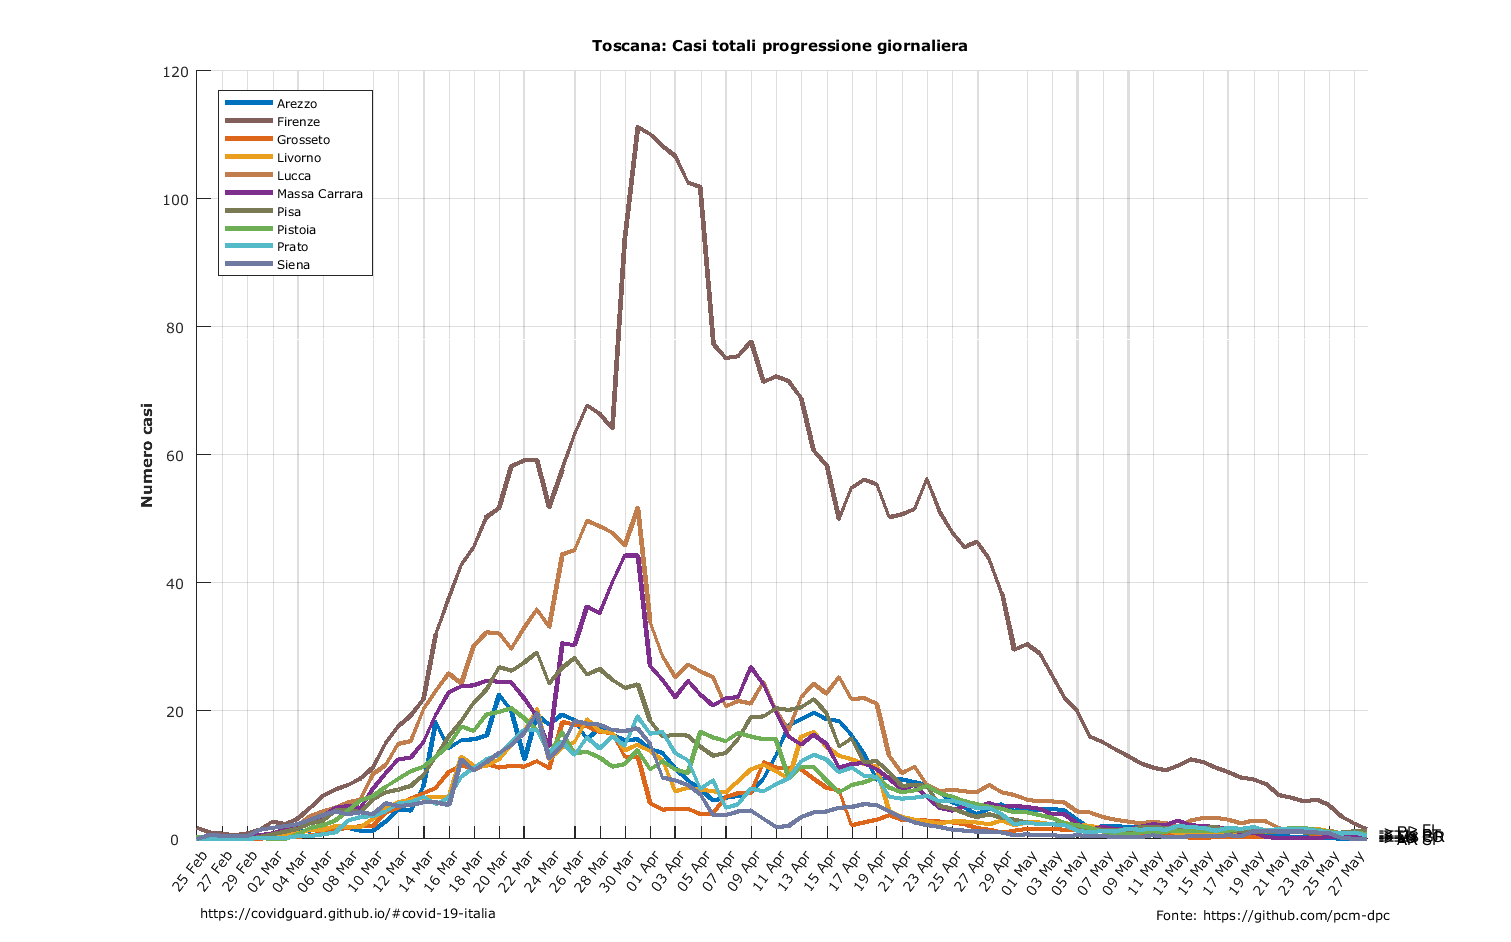 Toscana: Casi totali progressione giornaliera
120
100
80
60
40
20
0
Numero casi
Arezzo
Firenze
Grosseto
Livorno
Lucca
Massa Carrara
Pisa
Pistoia
Prato
Siena
25 Feb
27 Feb
29 Feb
02 Mar
04 Mar
06 Mar
08 Mar
10 Mar
12 Mar
14 Mar
16 Mar
18 Mar
20 Mar
22 Mar
24 Mar
26 Mar
28 Mar
30 Mar
01 Apr
03 Apr
05 Apr
07 Apr
09 Apr
11 Apr
13 Apr
15 Apr
17 Apr
19 Apr
21 Apr
23 Apr
25 Apr
27 Apr
29 Apr
01 May
03 May
05 May
07 May
09 May
11 May
13 May
15 May
17 May
19 May
21 May
23 May
25 May
27 May
https://covidguard.github.io/#covid-19-italia
Fonte: https://github.com/pcm-dpc